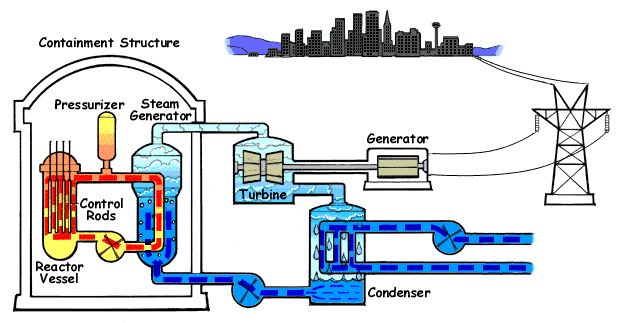 Containment Structure
Pressurizer
Steam
Generator
Control
Rods
Reactor
Vessel
Turbine
Generator
Condenser